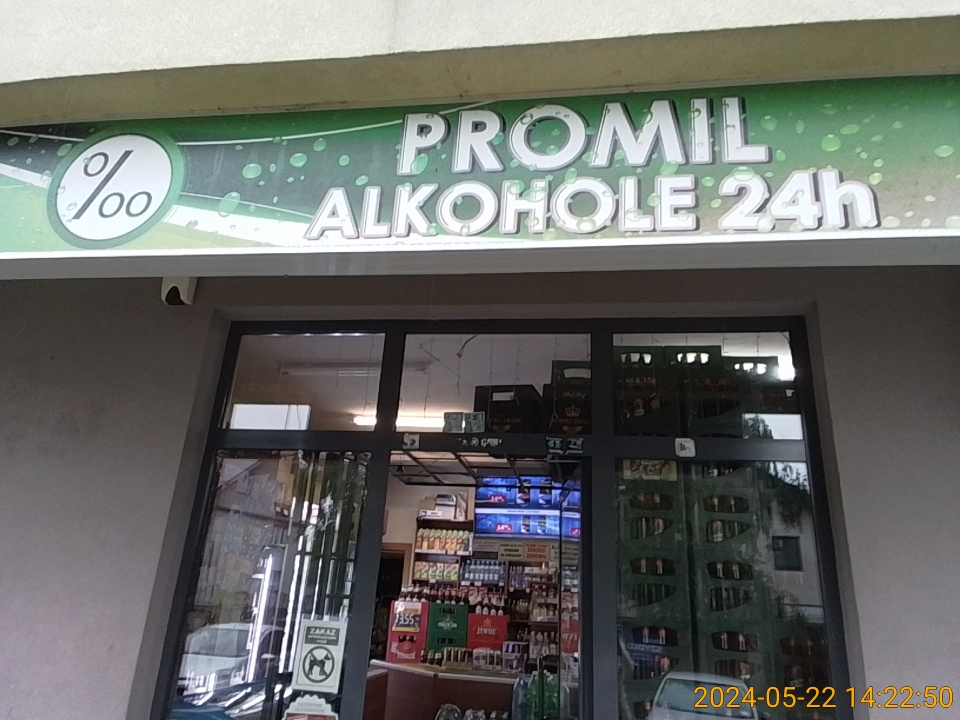 ‰
PROMIL
ALKOHOLE 24h
ZAKAZ
ŻYWIEC
2024-05-22 14:22:50